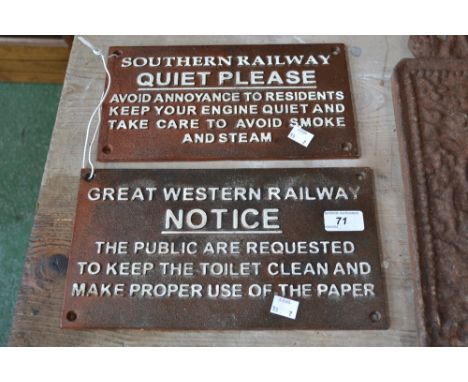 SOUTHERN RAILWAY
QUIET PLEASE
AVOID ANNOYANCE TO RESIDENTS
KEEP YOUR ENGINE QUIET AND
TAKE CARE TO AVOID SMOKE
AND STEAM
GREAT WESTERN RAILWAY
NOTICE
71
THE PUBLIC ARE REQUESTED
TO KEEP THE TOILET CLEAN AND
MAKE PROPER USE OF THE PAPER